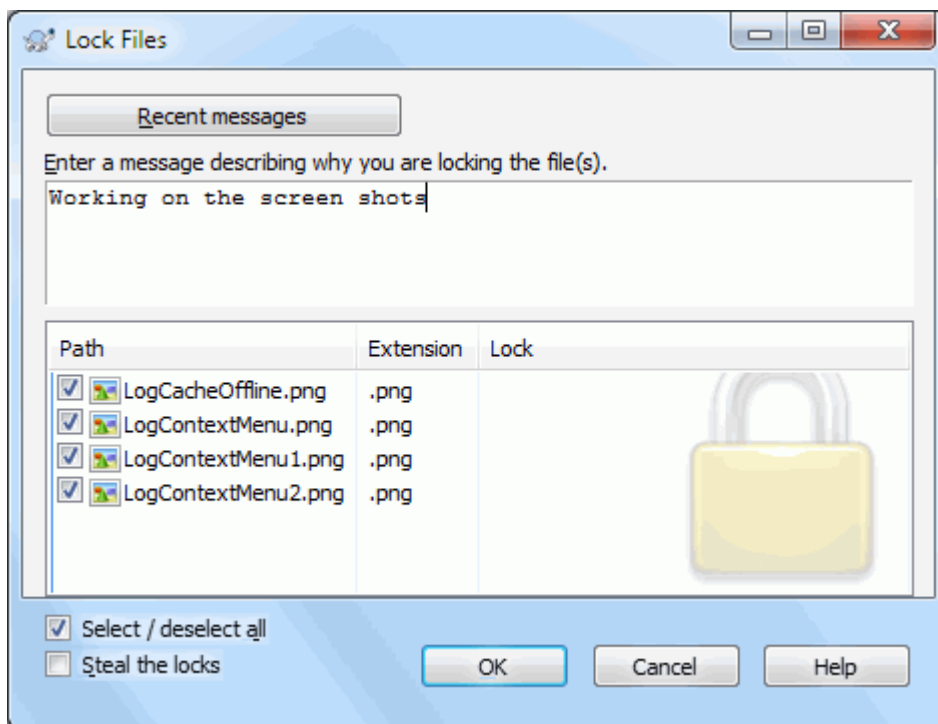 Lock Files
Recent messages
Enter a message describing why you are locking the file(s).
Working on the screen shots
Path Extension Lock
LogCacheOffline.png .png
LogContextMenu.png .png
LogContextMenu1.png .png
LogContextMenu2.png .png
Select / deselect all
Steal the locks
OK Cancel Help